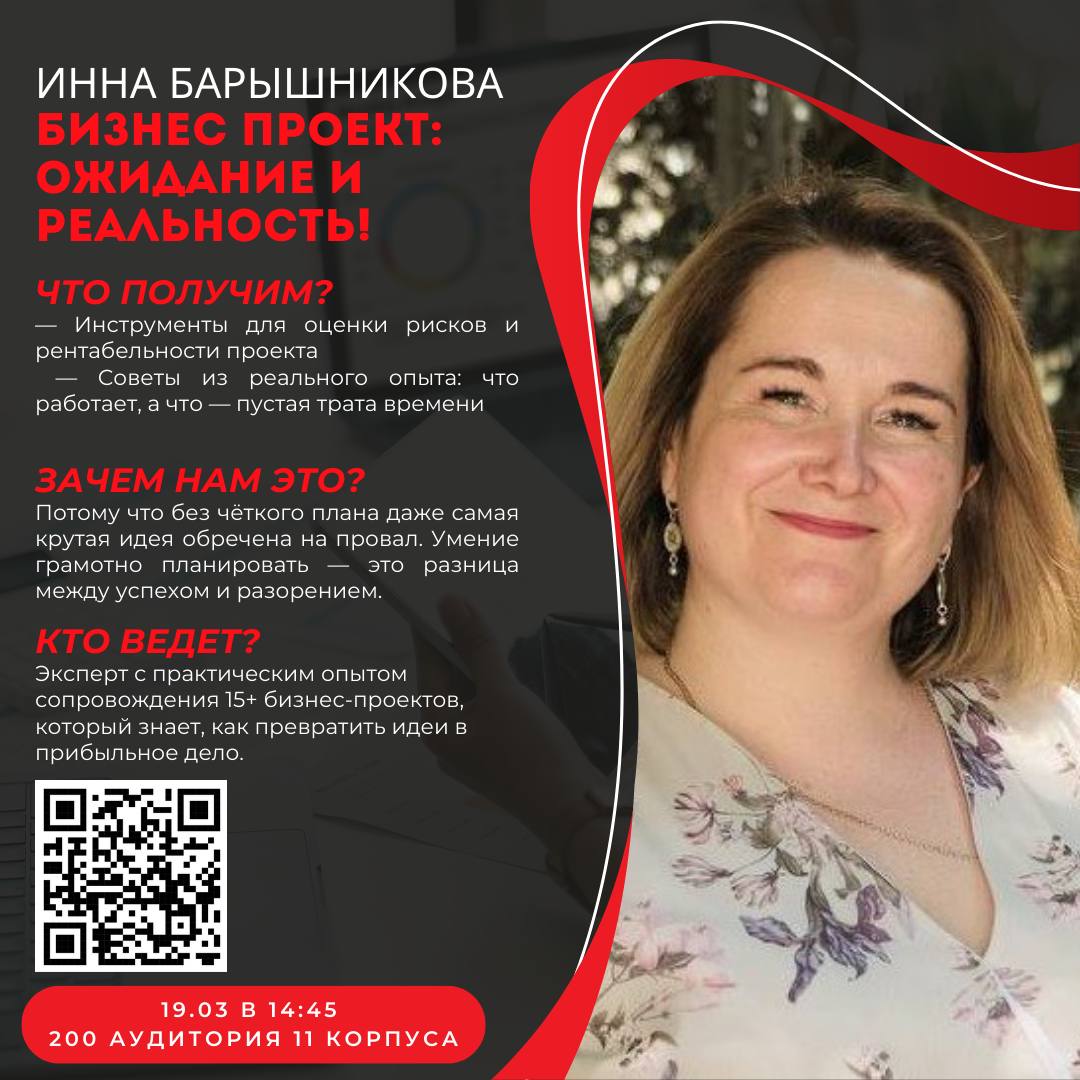 ИННА БАРЫШНИКОВА
БИЗНЕС ПРОЕКТ:
ОЖИДАНИЕ И
РЕАЛЬНОСТЬ!
ЧТО ПОЛУЧИМ?
— Инструменты для оценки рисков и
рентабельности проекта
— Советы из реального опыта: что
работает, а что — пустая трата времени
ЗАЧЕМ НАМ ЭТО?
Потому что без чёткого плана даже самая
крутая идея обречена на провал. Умение
грамотно планировать — это разница
между успехом и разорением.
КТО ВЕДЕТ?
Эксперт с практическим опытом
сопровождения 15+ бизнес-проектов,
который знает, как превратить идеи в
прибыльное дело.
19.03 В 14:45
200 АУДИТОРИЯ 11 КОРПУСА